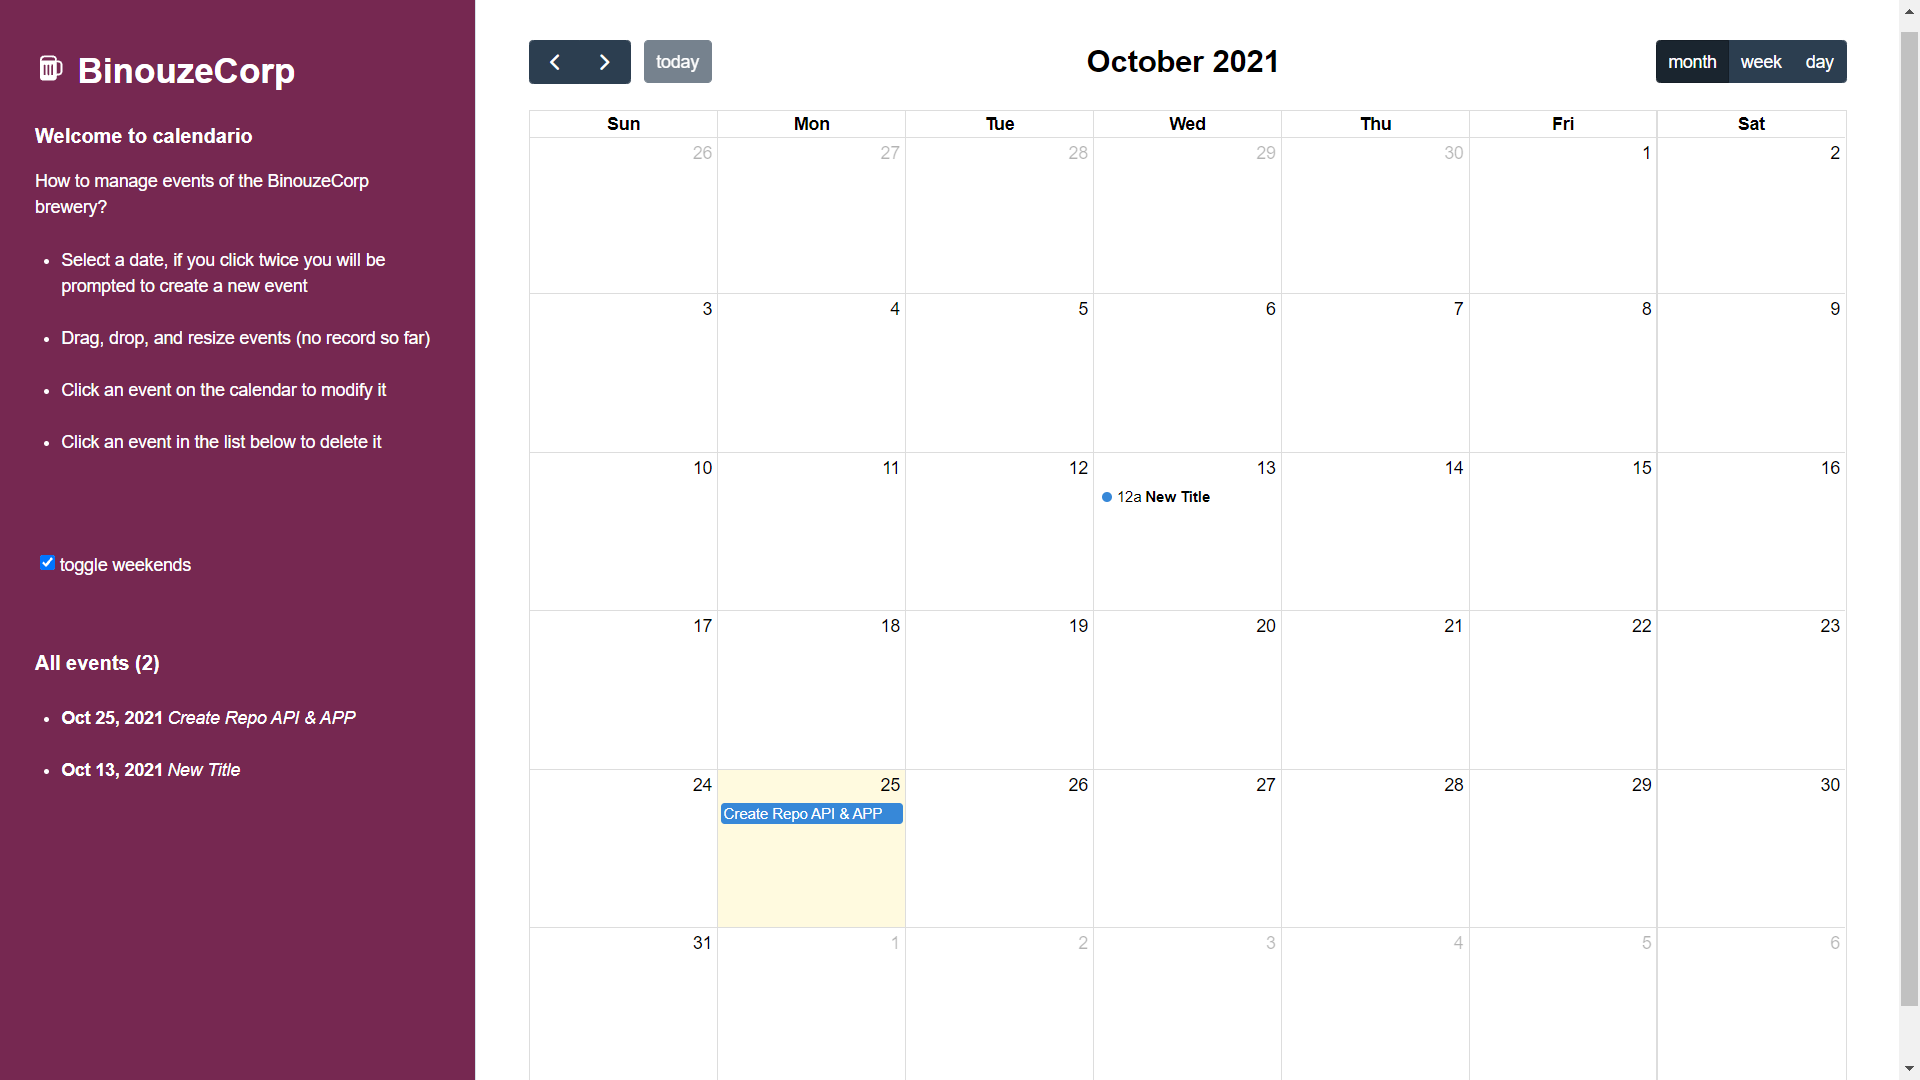 BinouzeCorp
Welcome to calendario
How to manage events of the BinouzeCorp
brewery?
Select a date, if you click twice you will be
prompted to create a new event
Drag, drop, and resize events (no record so far)
Click an event on the calendar to modify it
Click an event in the list below to delete it
toggle weekends
All events (2)
Oct 25, 2021 Create Repo API & APP
Oct 13, 2021 New Title
today
October 2021
month week day
Sun Mon Tue Wed Thu Fri Sat
26 27 28 29 30 1 2
3 4 5 6 7 8 9
10 11 12 13 14 15 16
12a New Title
17 18 19 20 21 22 23
24 25 26 27 28 29 30
Create Repo API & APP
31 1 2 3 4 5 6